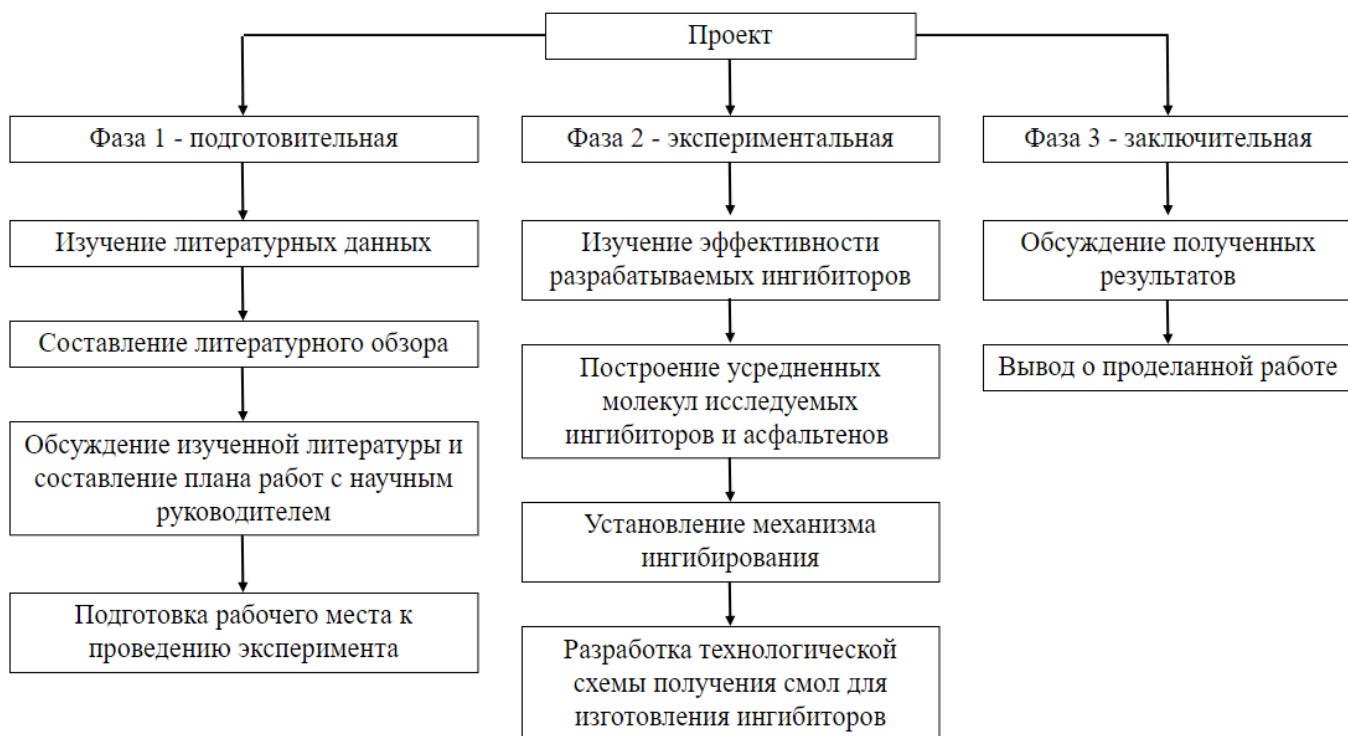 Проект
Фаза 1 - подготовительная
Изучение литературных данных
Составление литературного обзора
Обсуждение изученной литературы и
составление плана работ с научным
руководителем
Подготовка рабочего места к
проведению эксперимента
Фаза 2 - экспериментальная
Изучение эффективности
разрабатываемых ингибиторов
Построение усредненных
молекул исследуемых
ингибиторов и асфальтенов
Установление механизма
ингибирования
Разработка технологической
схемы получения смол для
изготовления ингибиторов
Фаза 3 - заключительная
Обсуждение полученных
результатов
Вывод о проделанной работе